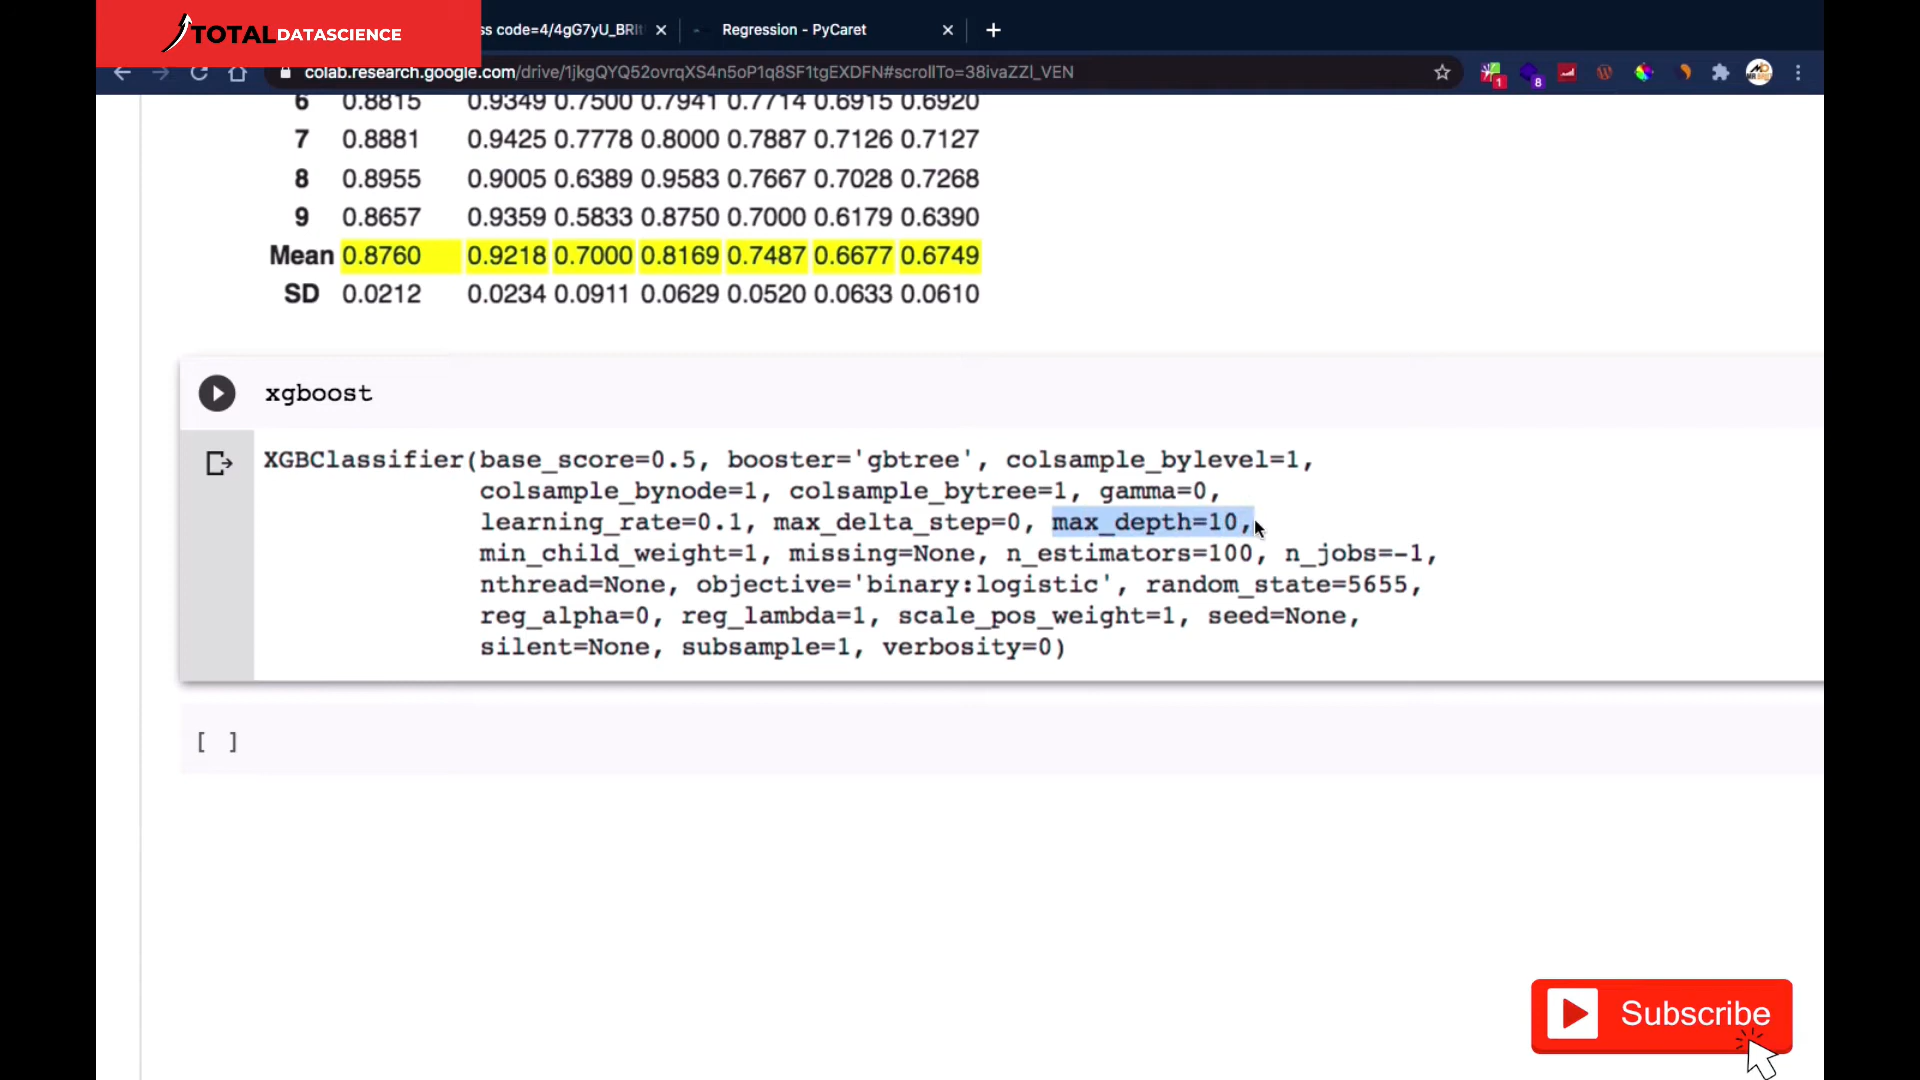 TOTALDATASCIENCE
ss code=4/4gG7yU_BRIt
Regression - PyCaret
colab.research.google.com/drive/1jkgQYQ52ovrqXS4n5oP1q8SF1tgEXDFN#scrollTo=38ivaZZl_VEN
1
8
6 0.8815 0.9349 0.7500 0.7941 0.7714 0.6915 0.6920
7 0.8881 0.9425 0.7778 0.8000 0.7887 0.7126 0.7127
8 0.8955 0.9005 0.6389 0.9583 0.7667 0.7028 0.7268
9 0.8657 0.9359 0.5833 0.8750 0.7000 0.6179 0.6390
Mean 0.8760 0.9218 0.7000 0.8169 0.7487 0.6677 0.6749
SD 0.0212 0.0234 0.0911 0.0629 0.0520 0.0633 0.0610
xgboost
XGBClassifier(base_score=0.5, booster='gbtree', colsample_bylevel=1,
colsample_bynode=1, colsample_bytree=1, gamma=0,
learning_rate=0.1, max_delta_step=0, max_depth=10,
min_child_weight=1, missing=None, n_estimators=100, n_jobs=-1,
nthread=None, objective='binary:logistic', random_state=5655,
reg_alpha=0, reg_lambda=1, scale_pos_weight=1, seed=None,
silent=None, subsample=1, verbosity=0)
[ ]
Subscribe